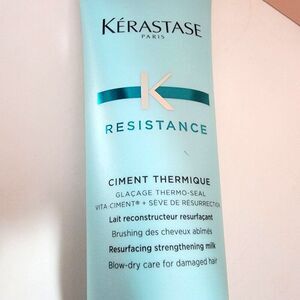 KÉRASTASE
PARIS
K
RESISTANCE
CIMENT THERMIQUE
GLAÇAGE THERMO-SEAL
VITA-CIMENT® + SÈVE DE RESURRECTION
Lait reconstructeur resurfaçant
Brushing des cheveux abîmés
Resurfacing strengthening milk
Blow-dry care for damaged hair